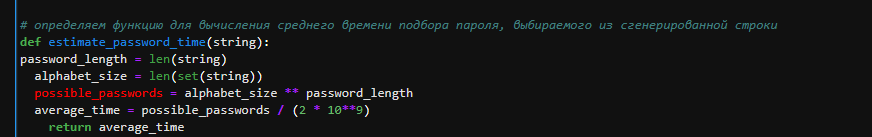 # определяем функцию для вычисления среднего времени подбора пароля, выбираемого из сгенерированной строки
def estimate_password_time(string):
password_length = len(string)
  alphabet_size = len(set(string))
  possible_passwords = alphabet_size ** password_length
  average_time = possible_passwords / (2 * 10**9)
    return average_time